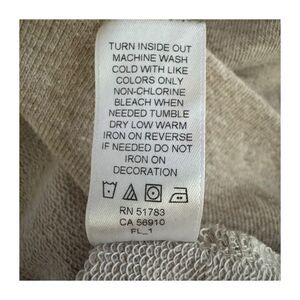 TURN INSIDE OUT
MACHINE WASH
COLD WITH LIKE
COLORS ONLY
NON-CHLORINE
BLEACH WHEN
NEEDED TUMBLE
DRY LOW WARM
IRON ON REVERSE
IF NEEDED DO NOT
IRON ON
DECORATION
RN 51783
CA 56910
FL_1